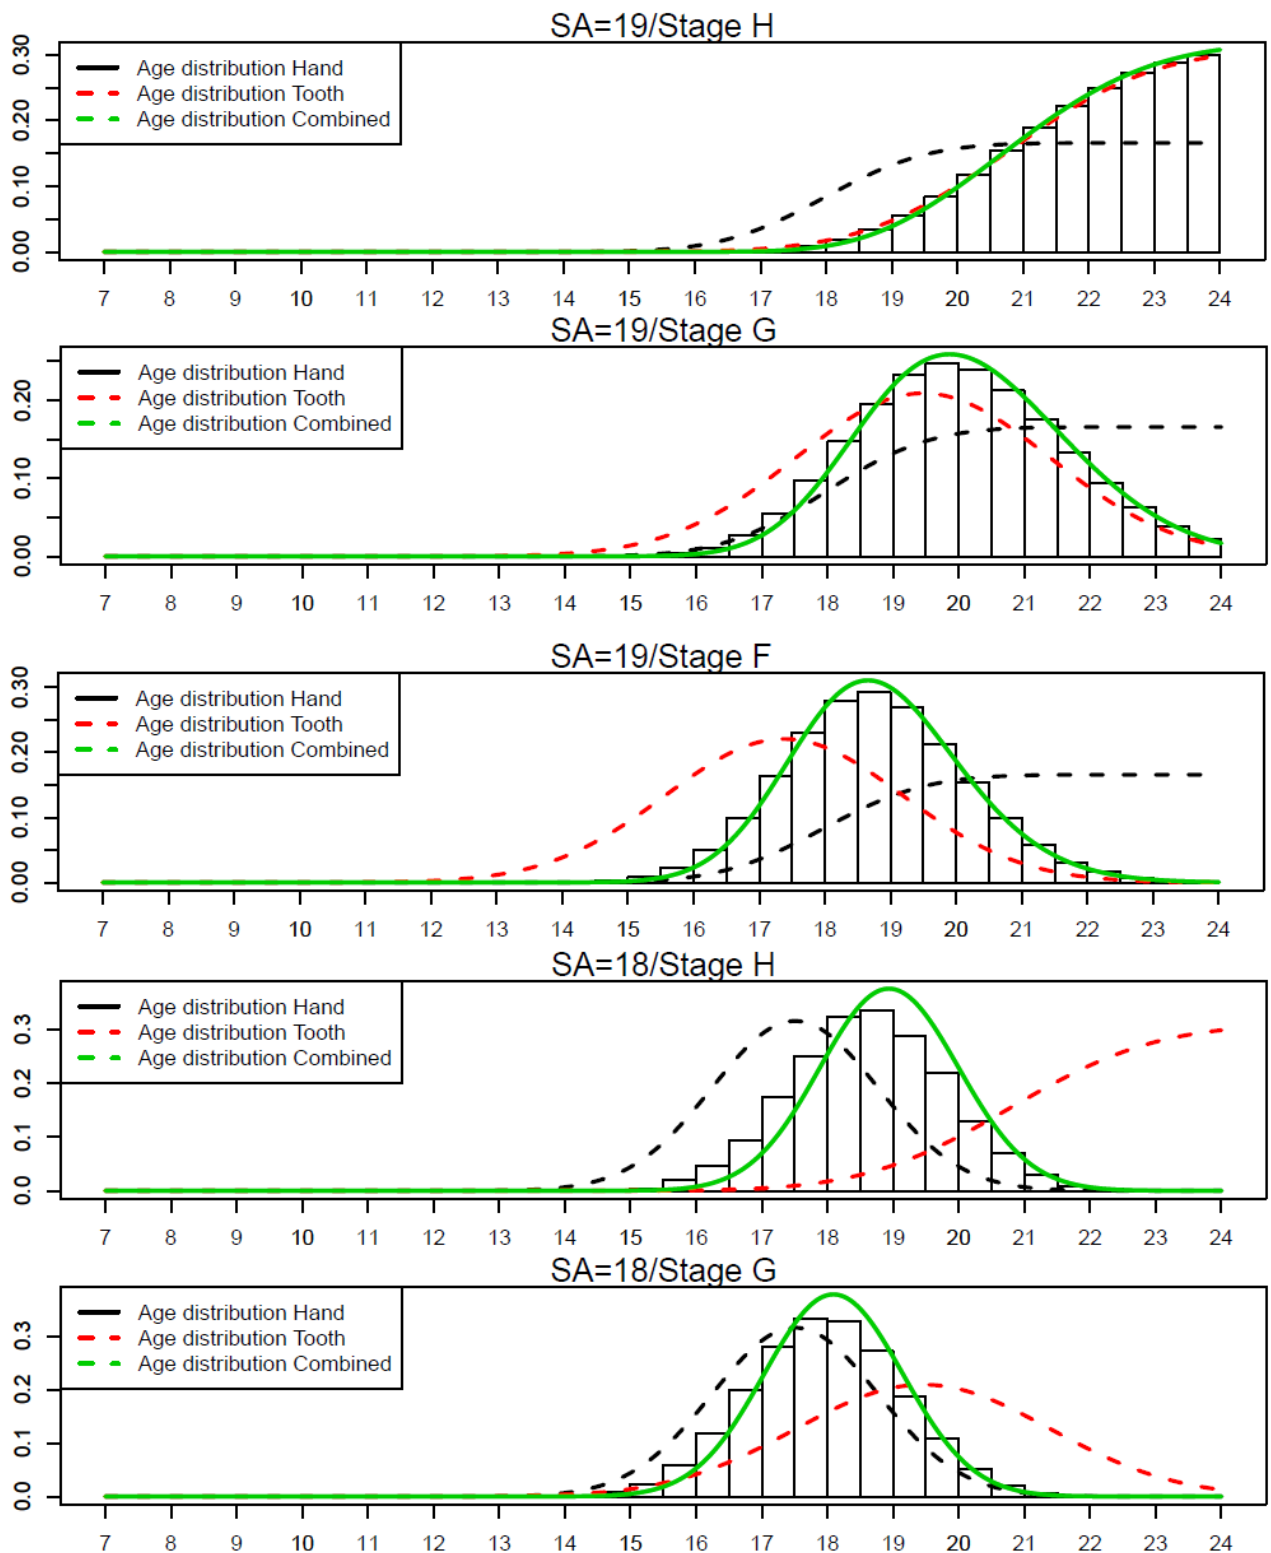 SA=19/Stage H
0.30
0.20
0.10
0.00
Age distribution Hand
Age distribution Tooth
Age distribution Combined
7 8 9 10 11 12 13 14 15 16 17 18 19 20 21 22 23 24
SA=19/Stage G
0.20
0.10
0.00
Age distribution Hand
Age distribution Tooth
Age distribution Combined
7 8 9 10 11 12 13 14 15 16 17 18 19 20 21 22 23 24
SA=19/Stage F
0.30
0.20
0.10
0.00
Age distribution Hand
Age distribution Tooth
Age distribution Combined
7 8 9 10 11 12 13 14 15 16 17 18 19 20 21 22 23 24
SA=18/Stage H
0.3
0.2
0.1
0.0
Age distribution Hand
Age distribution Tooth
Age distribution Combined
7 8 9 10 11 12 13 14 15 16 17 18 19 20 21 22 23 24
SA=18/Stage G
0.3
0.2
0.1
0.0
Age distribution Hand
Age distribution Tooth
Age distribution Combined
7 8 9 10 11 12 13 14 15 16 17 18 19 20 21 22 23 24